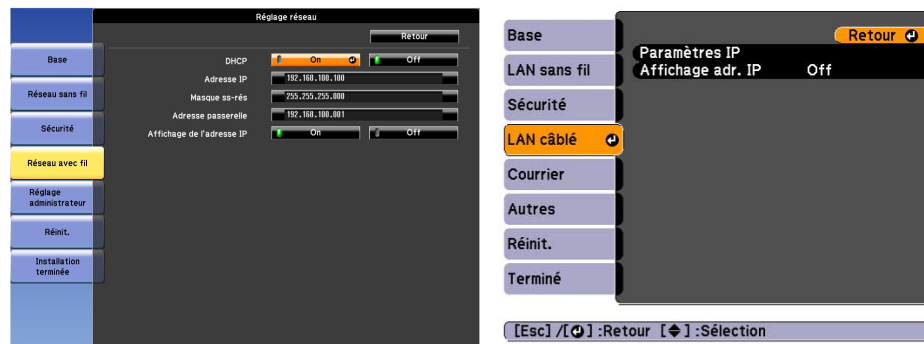 Réglage réseau
Retour
Base
Réseau sans fil
Sécurité
Réseau avec fil
Réglage
administrateur
Réinit.
Installation
terminée
DHCP On Off
Adresse IP 192.168.100.100
Masque ss-rés 255.255.255.000
Adresse passerelle 192.168.100.001
Affichage de l'adresse IP On Off
Base
LAN sans fil
Sécurité
LAN câblé
Courrier
Autres
Réinit.
Terminé
Retour
Paramètres IP
Affichage adr. IP Off
[Esc] /[ ] :Retour [ ] :Sélection